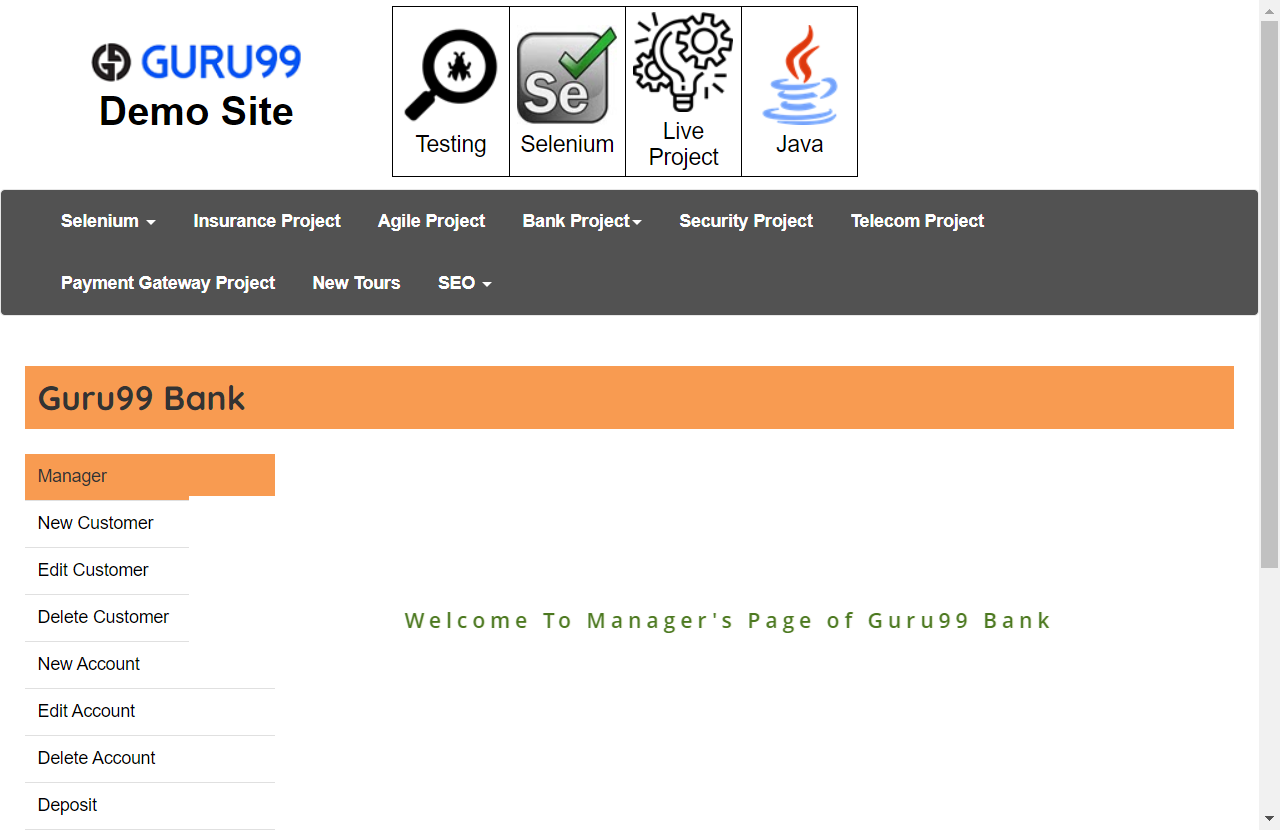 GURU99
Demo Site
Testing
Se
Selenium
Live
Project
Java
Selenium Insurance Project Agile Project Bank Project Security Project Telecom Project
Payment Gateway Project New Tours SEO
Guru99 Bank
Manager
New Customer
Edit Customer
Delete Customer
Welcome To Manager's Page of Guru99 Bank
New Account
Edit Account
Delete Account
Deposit